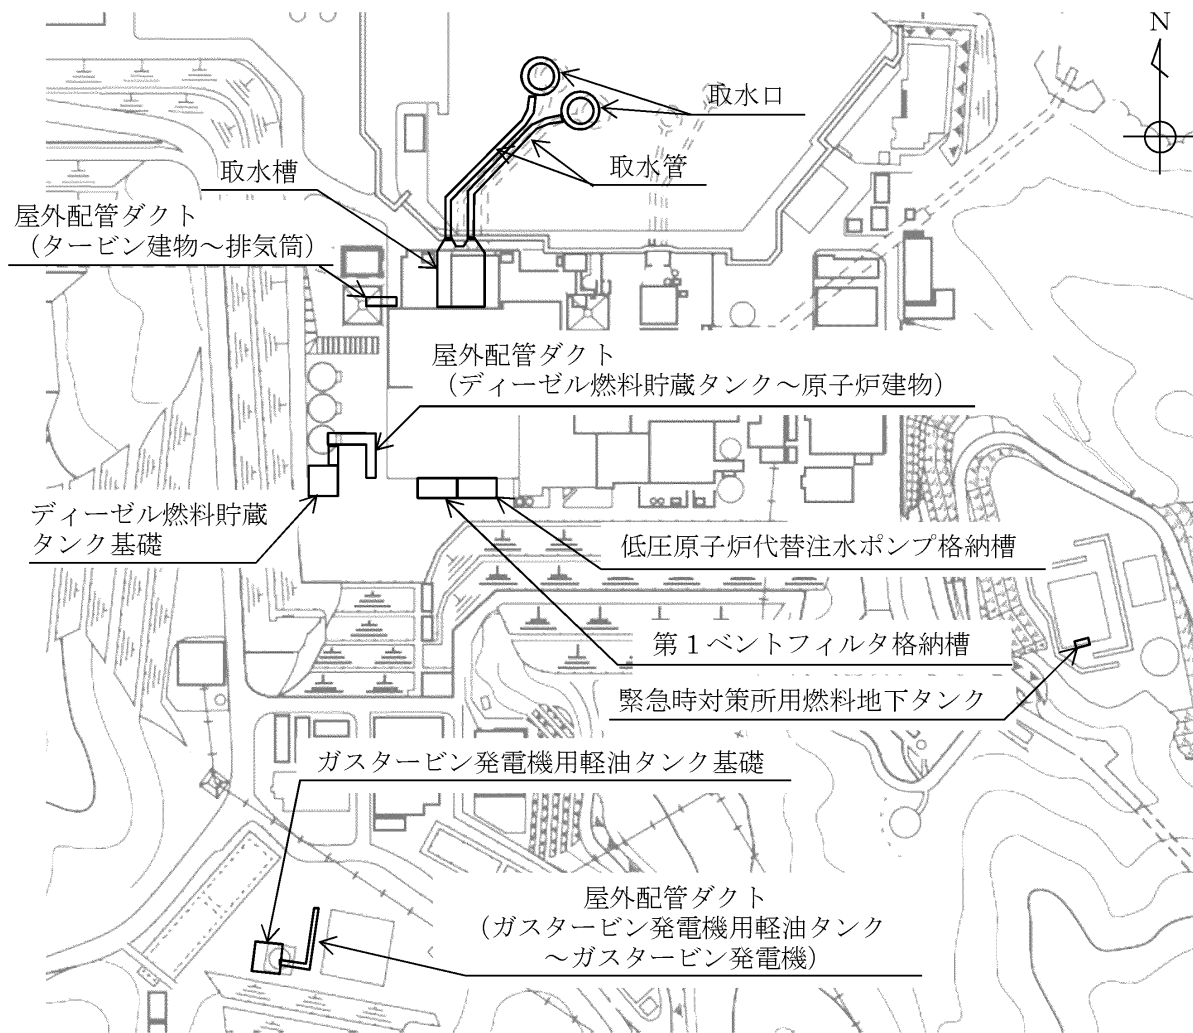 N
取水口
取水管
取水槽
屋外配管ダクト
（タービン建物～排気筒）
屋外配管ダクト
（ディーゼル燃料貯蔵タンク～原子炉建物）
ディーゼル燃料貯蔵
タンク基礎
低圧原子炉代替注水ポンプ格納槽
第１ベントフィルタ格納槽
緊急時対策所用燃料地下タンク
ガスタービン発電機用軽油タンク基礎
屋外配管ダクト
（ガスタービン発電機用軽油タンク
～ガスタービン発電機）